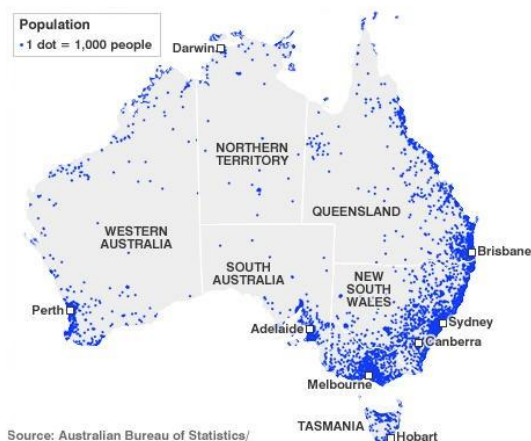 Population
1 dot = 1,000 people
Darwin
NORTHERN
TERRITORY
QUEENSLAND
WESTERN
AUSTRALIA
SOUTH
AUSTRALIA
Brisbane
NEW
SOUTH
WALES
Perth
Adelaide
Sydney
Canberra
Melbourne
TASMANIA
Hobart
Source: Australian Bureau of Statistics/